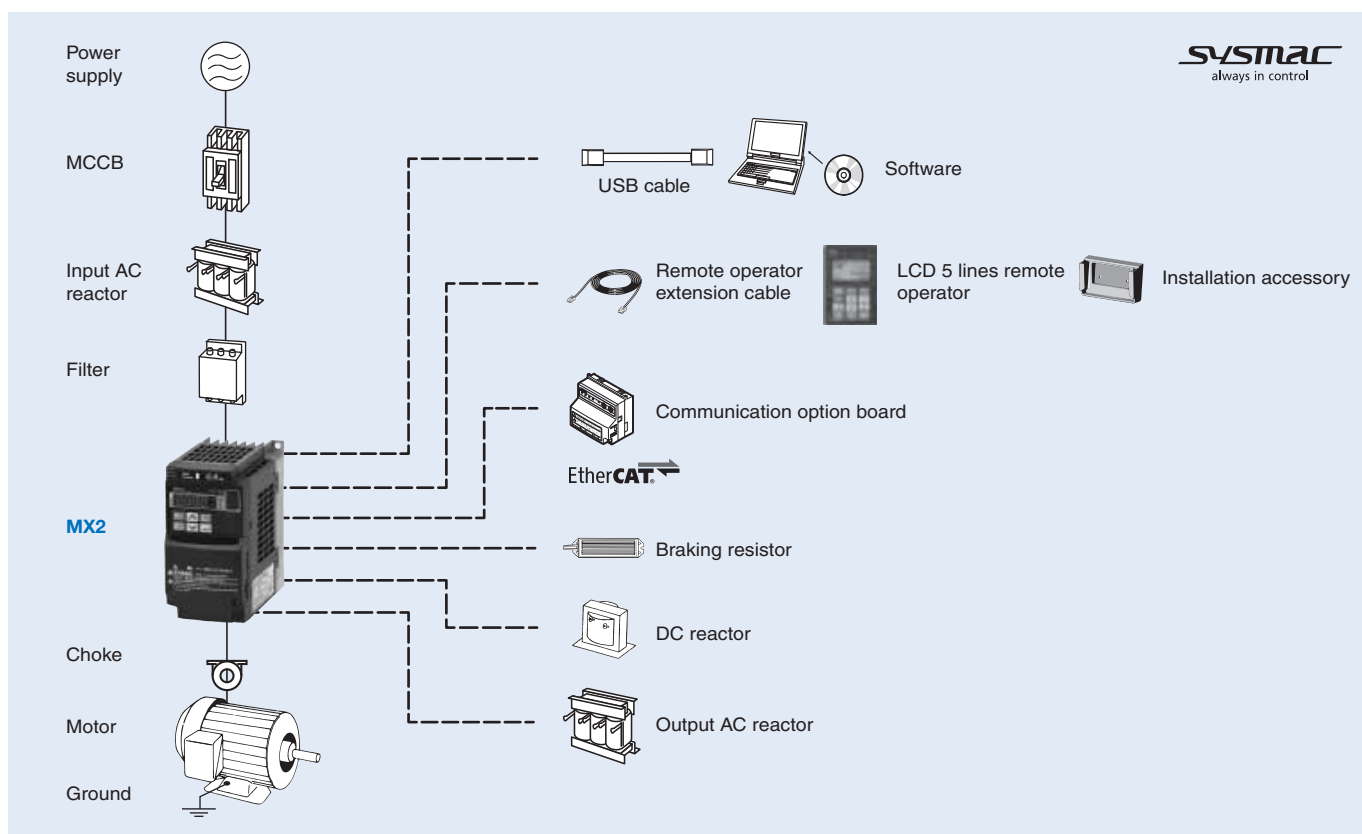 Power
supply
sysmac
always in control
MCCB
USB cable
Software
Input AC
reactor
Remote operator
extension cable
LCD 5 lines remote
operator
Installation accessory
Filter
Communication option board
EtherCAT®
MX2
Braking resistor
DC reactor
Choke
Motor
Output AC reactor
Ground